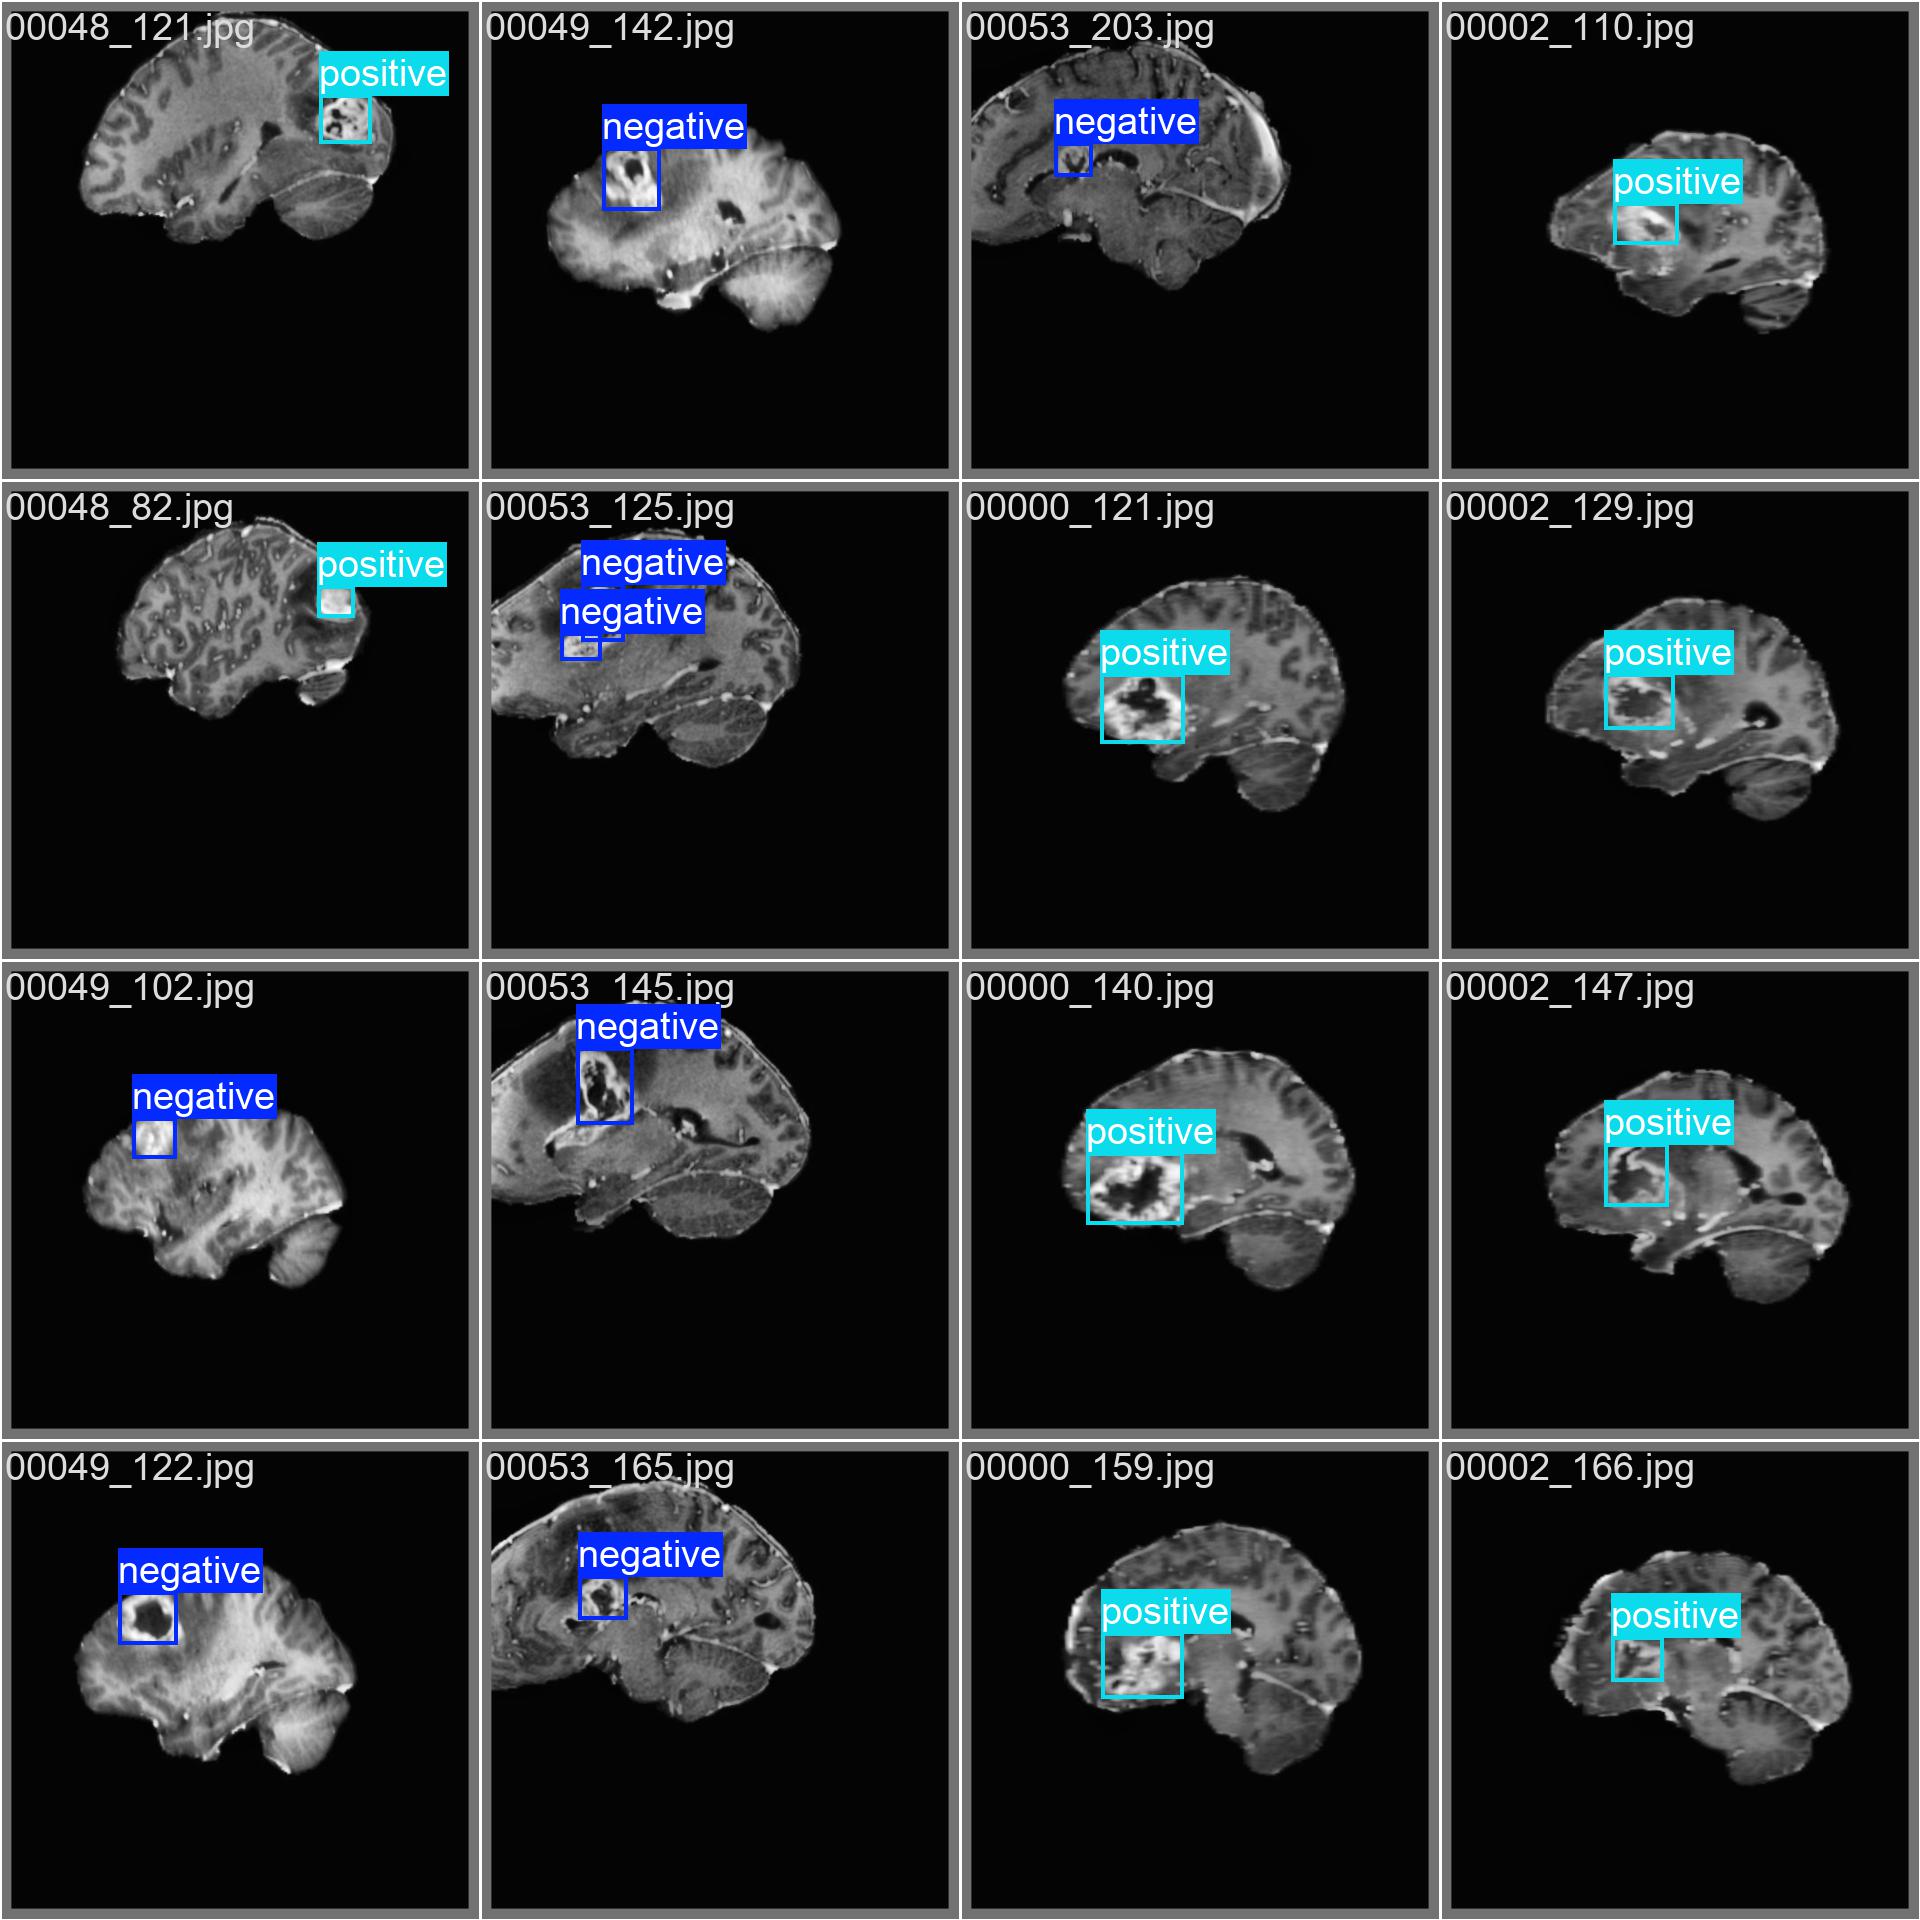 00048_121.jpg
positive
00049_142.jpg
negative
00053_203.jpg
negative
00002_110.jpg
positive
00048_82.jpg
positive
00053_125.jpg
negative
negative
00000_121.jpg
positive
00002_129.jpg
positive
00049_102.jpg
negative
00053_145.jpg
negative
00000_140.jpg
positive
00002_147.jpg
positive
00049_122.jpg
negative
00053_165.jpg
negative
00000_159.jpg
positive
00002_166.jpg
positive